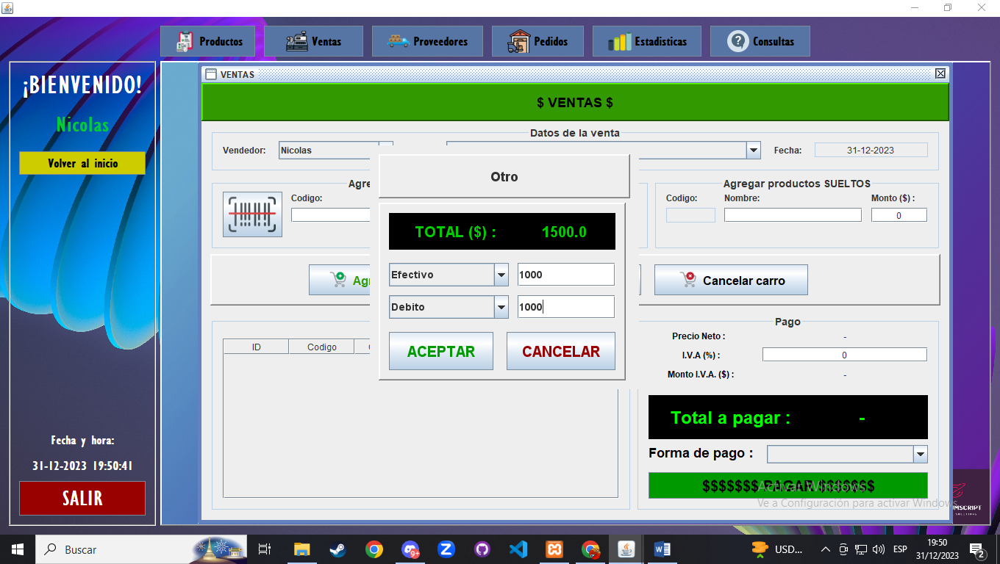 Productos
Ventas
Proveedores
Pedidos
Estadisticas
Consultas
¡BIENVENIDO!
Nicolas
Volver al inicio
Fecha y hora:
31-12-2023 19:50:41
SALIR
VENTAS
$ VENTAS $
Datos de la venta
Vendedor:
Nicolas
Fecha:
31-12-2023
Agre
Codigo:
Agregar productos SUELTOS
Codigo:
Nombre:
Monto ($) :
0
Otro
TOTAL ($) :
1500.0
Efectivo
1000
Debito
1000
ACEPTAR
CANCELAR
Cancelar carro
ID
Codigo
Pago
Precio Neto :
-
I.V.A (%) :
0
Monto I.V.A. ($) :
-
Total a pagar :
-
Forma de pago :
$$$$$$$ PAGAR $$$$$$$
Activar Windows
Ve a Configuración para activar Windows.
Buscar
USD...
ESP
19:50
31/12/2023
2